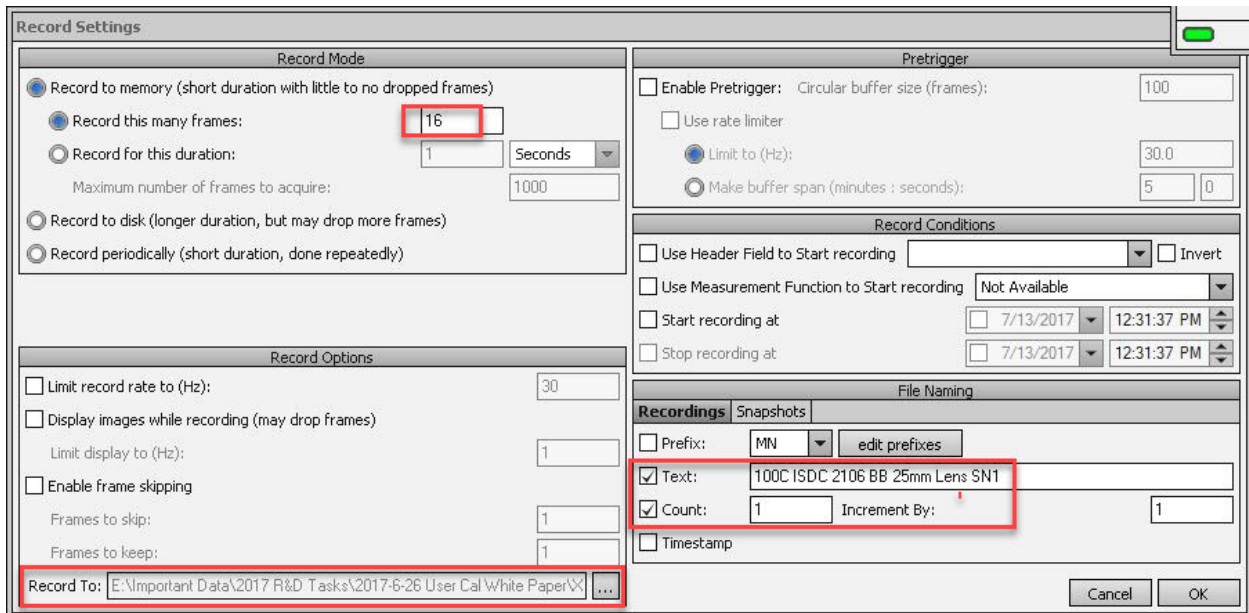 Record Settings
Record Mode
Record to memory (short duration with little to no dropped frames)
Record this many frames: 16
Record for this duration: 1 Seconds
Maximum number of frames to acquire: 1000
Record to disk (longer duration, but may drop more frames)
Record periodically (short duration, done repeatedly)
Record Options
Limit record rate to (Hz): 30
Display images while recording (may drop frames)
Limit display to (Hz): 1
Enable frame skipping
Frames to skip: 1
Frames to keep: 1
Record To: E:\Important Data\2017 R&D Tasks\2017-6-26 User Cal White Paper\X ...
Pretrigger
Enable Pretrigger: Circular buffer size (frames): 100
Use rate limiter
Limit to (Hz): 30.0
Make buffer span (minutes : seconds): 5 0
Record Conditions
Use Header Field to Start recording Invert
Use Measurement Function to Start recording Not Available
Start recording at 7/13/2017 12:31:37 PM
Stop recording at 7/13/2017 12:31:37 PM
File Naming
Recordings Snapshots
Prefix: MN edit prefixes
Text: 100C ISDC 2106 BB 25mm Lens SN1
Count: 1 Increment By: 1
Timestamp
Cancel OK